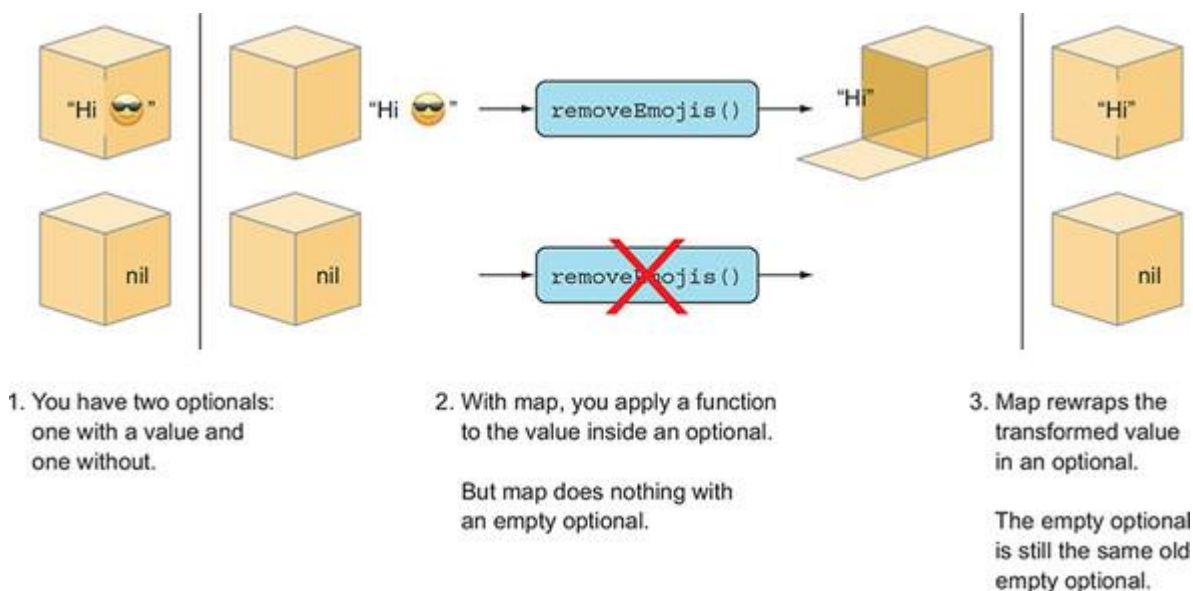 "Hi 😎"
"Hi 😎"
removeEmojis()
"Hi"
"Hi"
nil
nil
removeEmojis()
nil
1. You have two optionals:
one with a value and
one without.
2. With map, you apply a function
to the value inside an optional.
But map does nothing with
an empty optional.
3. Map rewraps the
transformed value
in an optional.
The empty optional
is still the same old
empty optional.